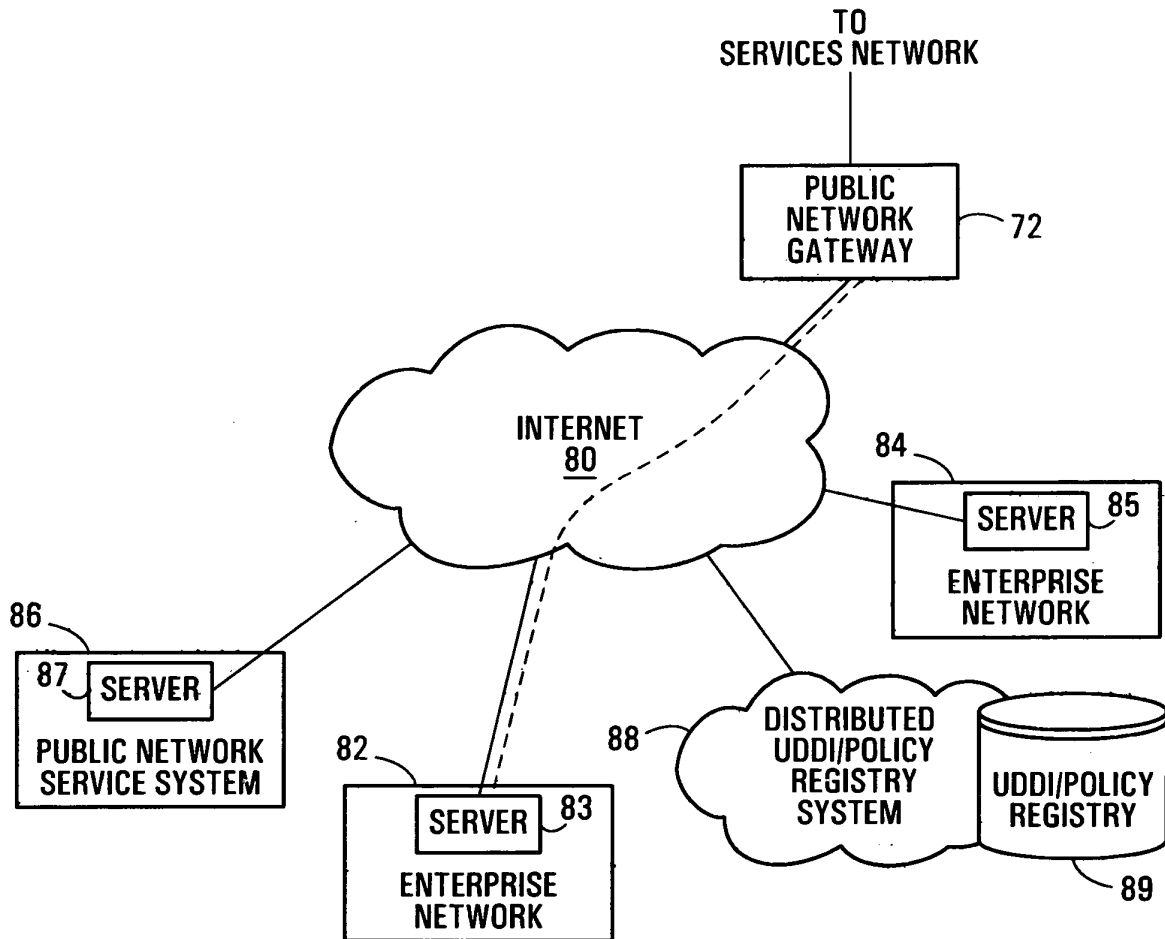 TO
SERVICES NETWORK
PUBLIC
NETWORK
GATEWAY
72
INTERNET
80
84
SERVER
85
ENTERPRISE
NETWORK
86
87
SERVER
PUBLIC NETWORK
SERVICE SYSTEM
82
SERVER
83
ENTERPRISE
NETWORK
88
DISTRIBUTED
UDDI/POLICY
REGISTRY
SYSTEM
UDDI/POLICY
REGISTRY
89